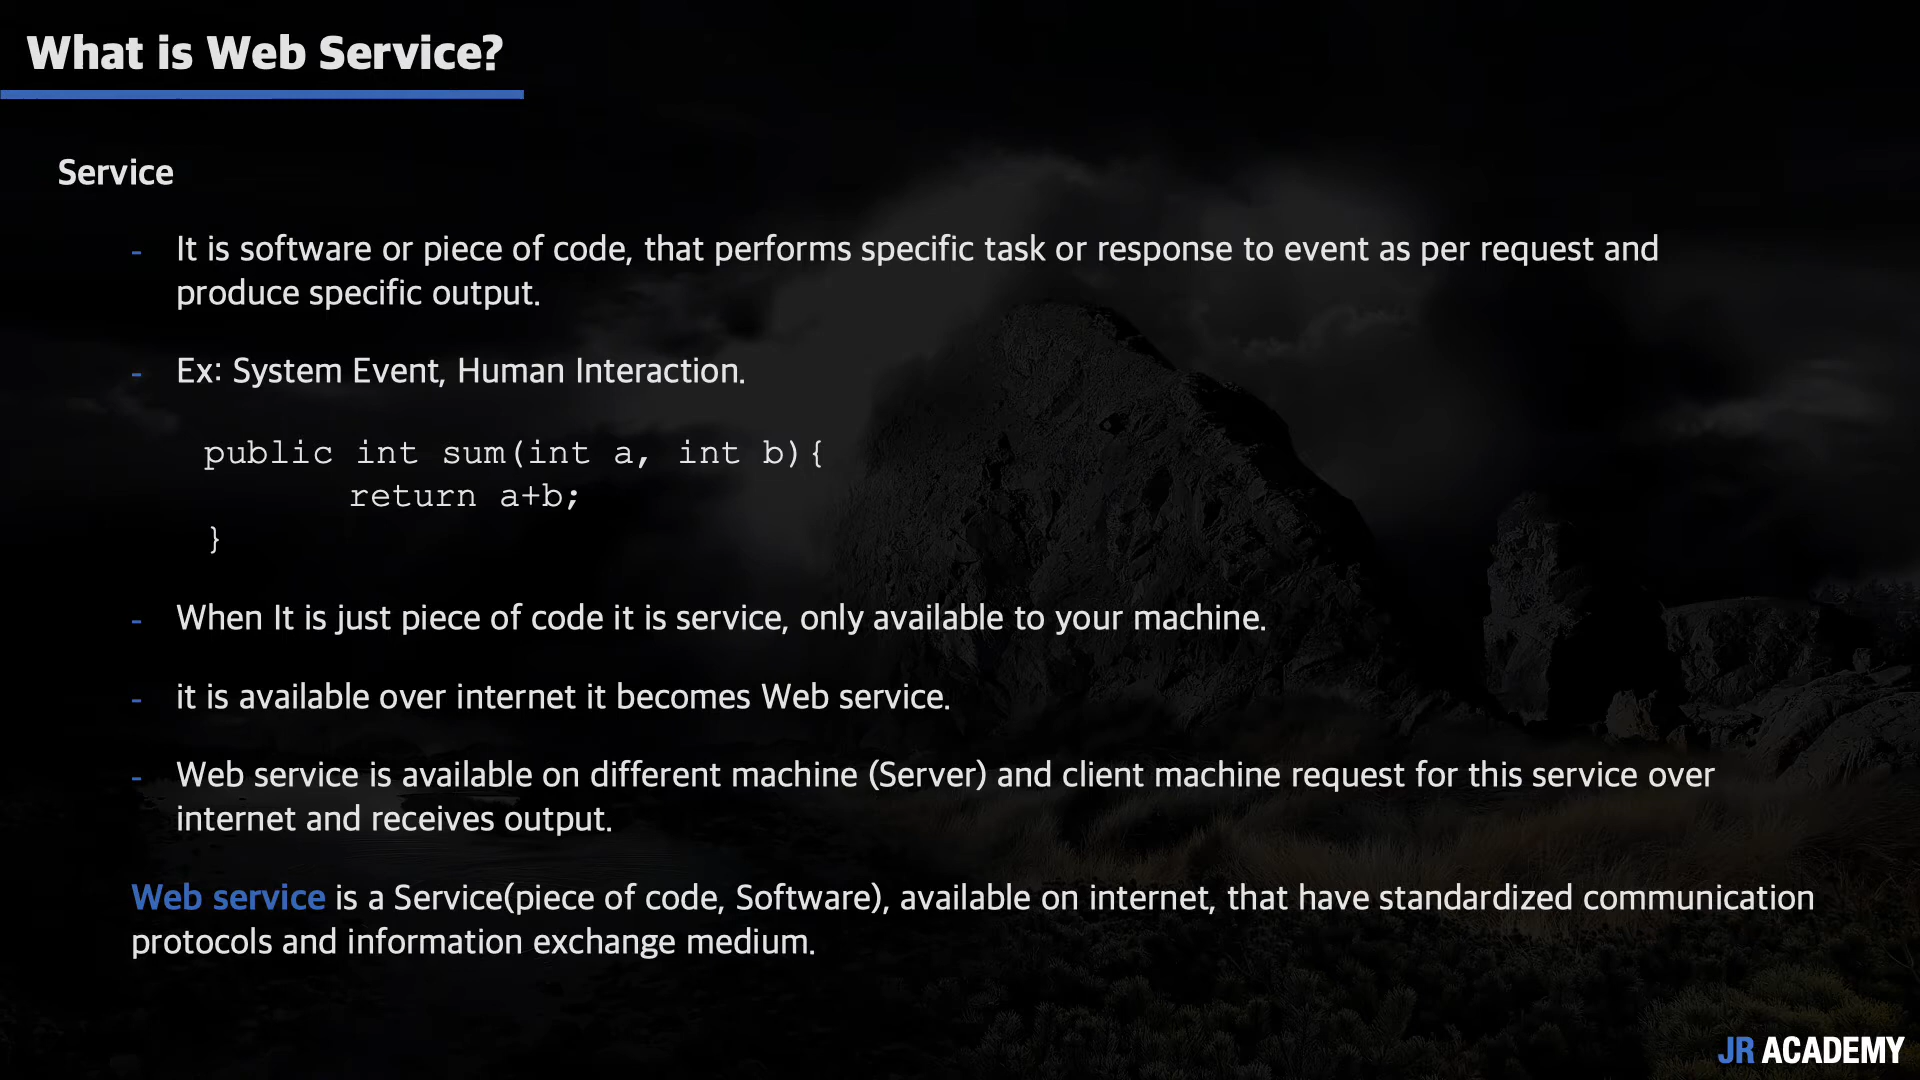 What is Web Service?
Service
- It is software or piece of code, that performs specific task or response to event as per request and
produce specific output.
- Ex: System Event, Human Interaction.
public int sum(int a, int b){
return a+b;
}
- When It is just piece of code it is service, only available to your machine.
- it is available over internet it becomes Web service.
- Web service is available on different machine (Server) and client machine request for this service over
internet and receives output.
Web service is a Service(piece of code, Software), available on internet, that have standardized communication
protocols and information exchange medium.
JR ACADEMY